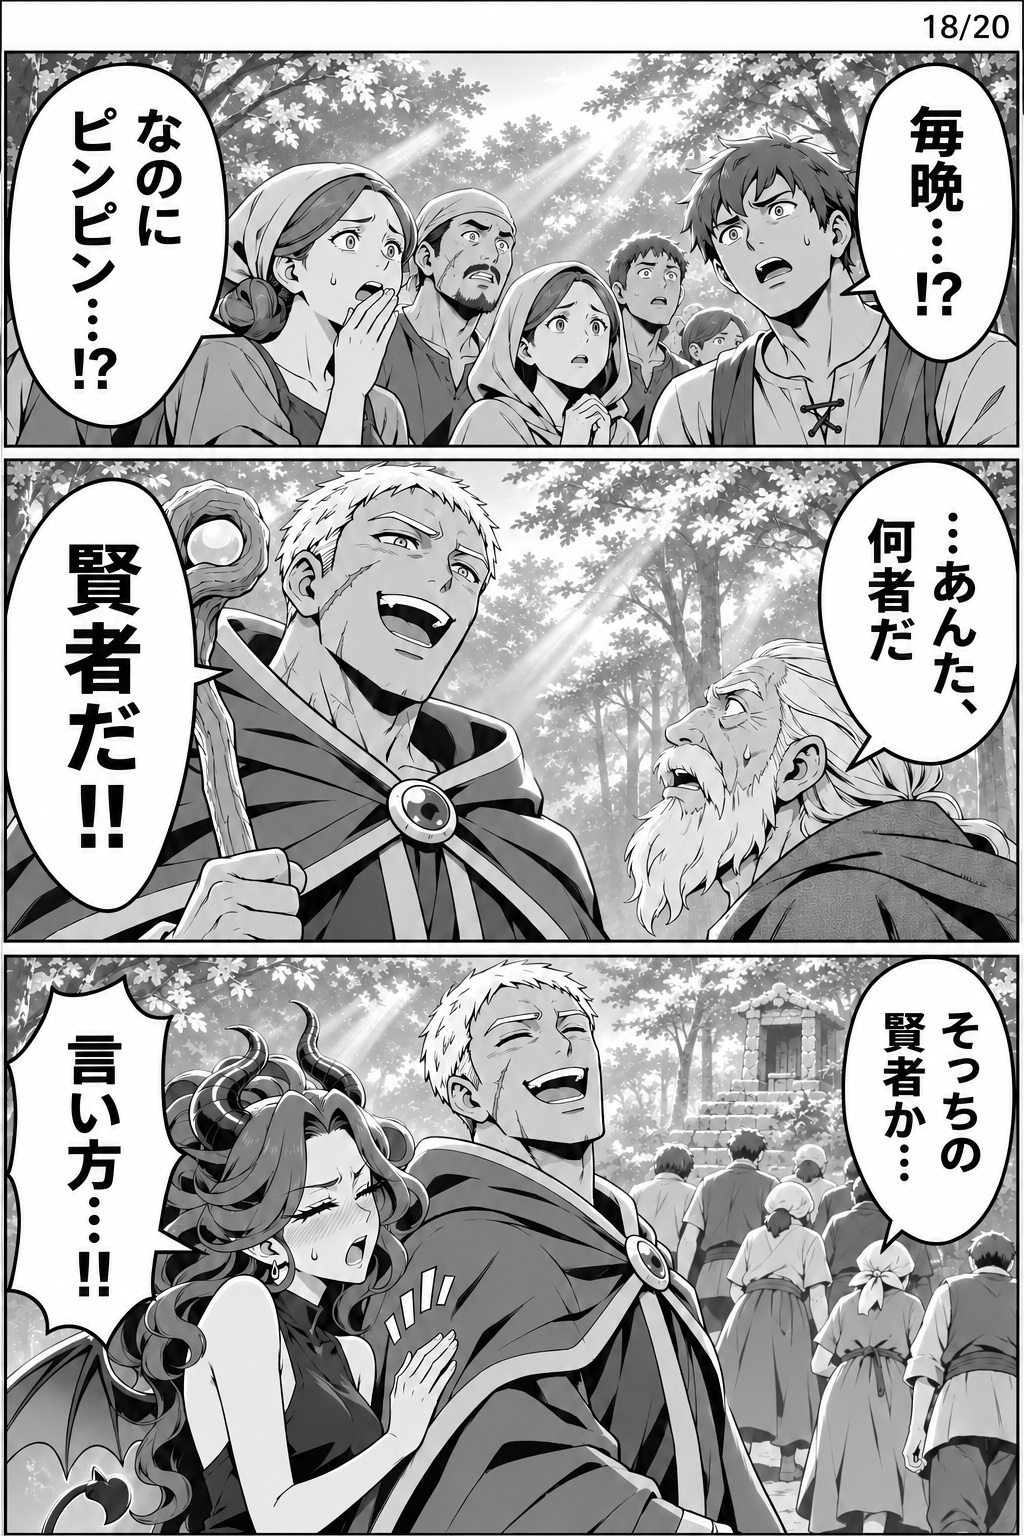 18/20
毎晩…!?
なのに
ピンピン…!?
…あんた、
何者だ
賢者だ!!
そっちの
賢者か…
言い方…!!